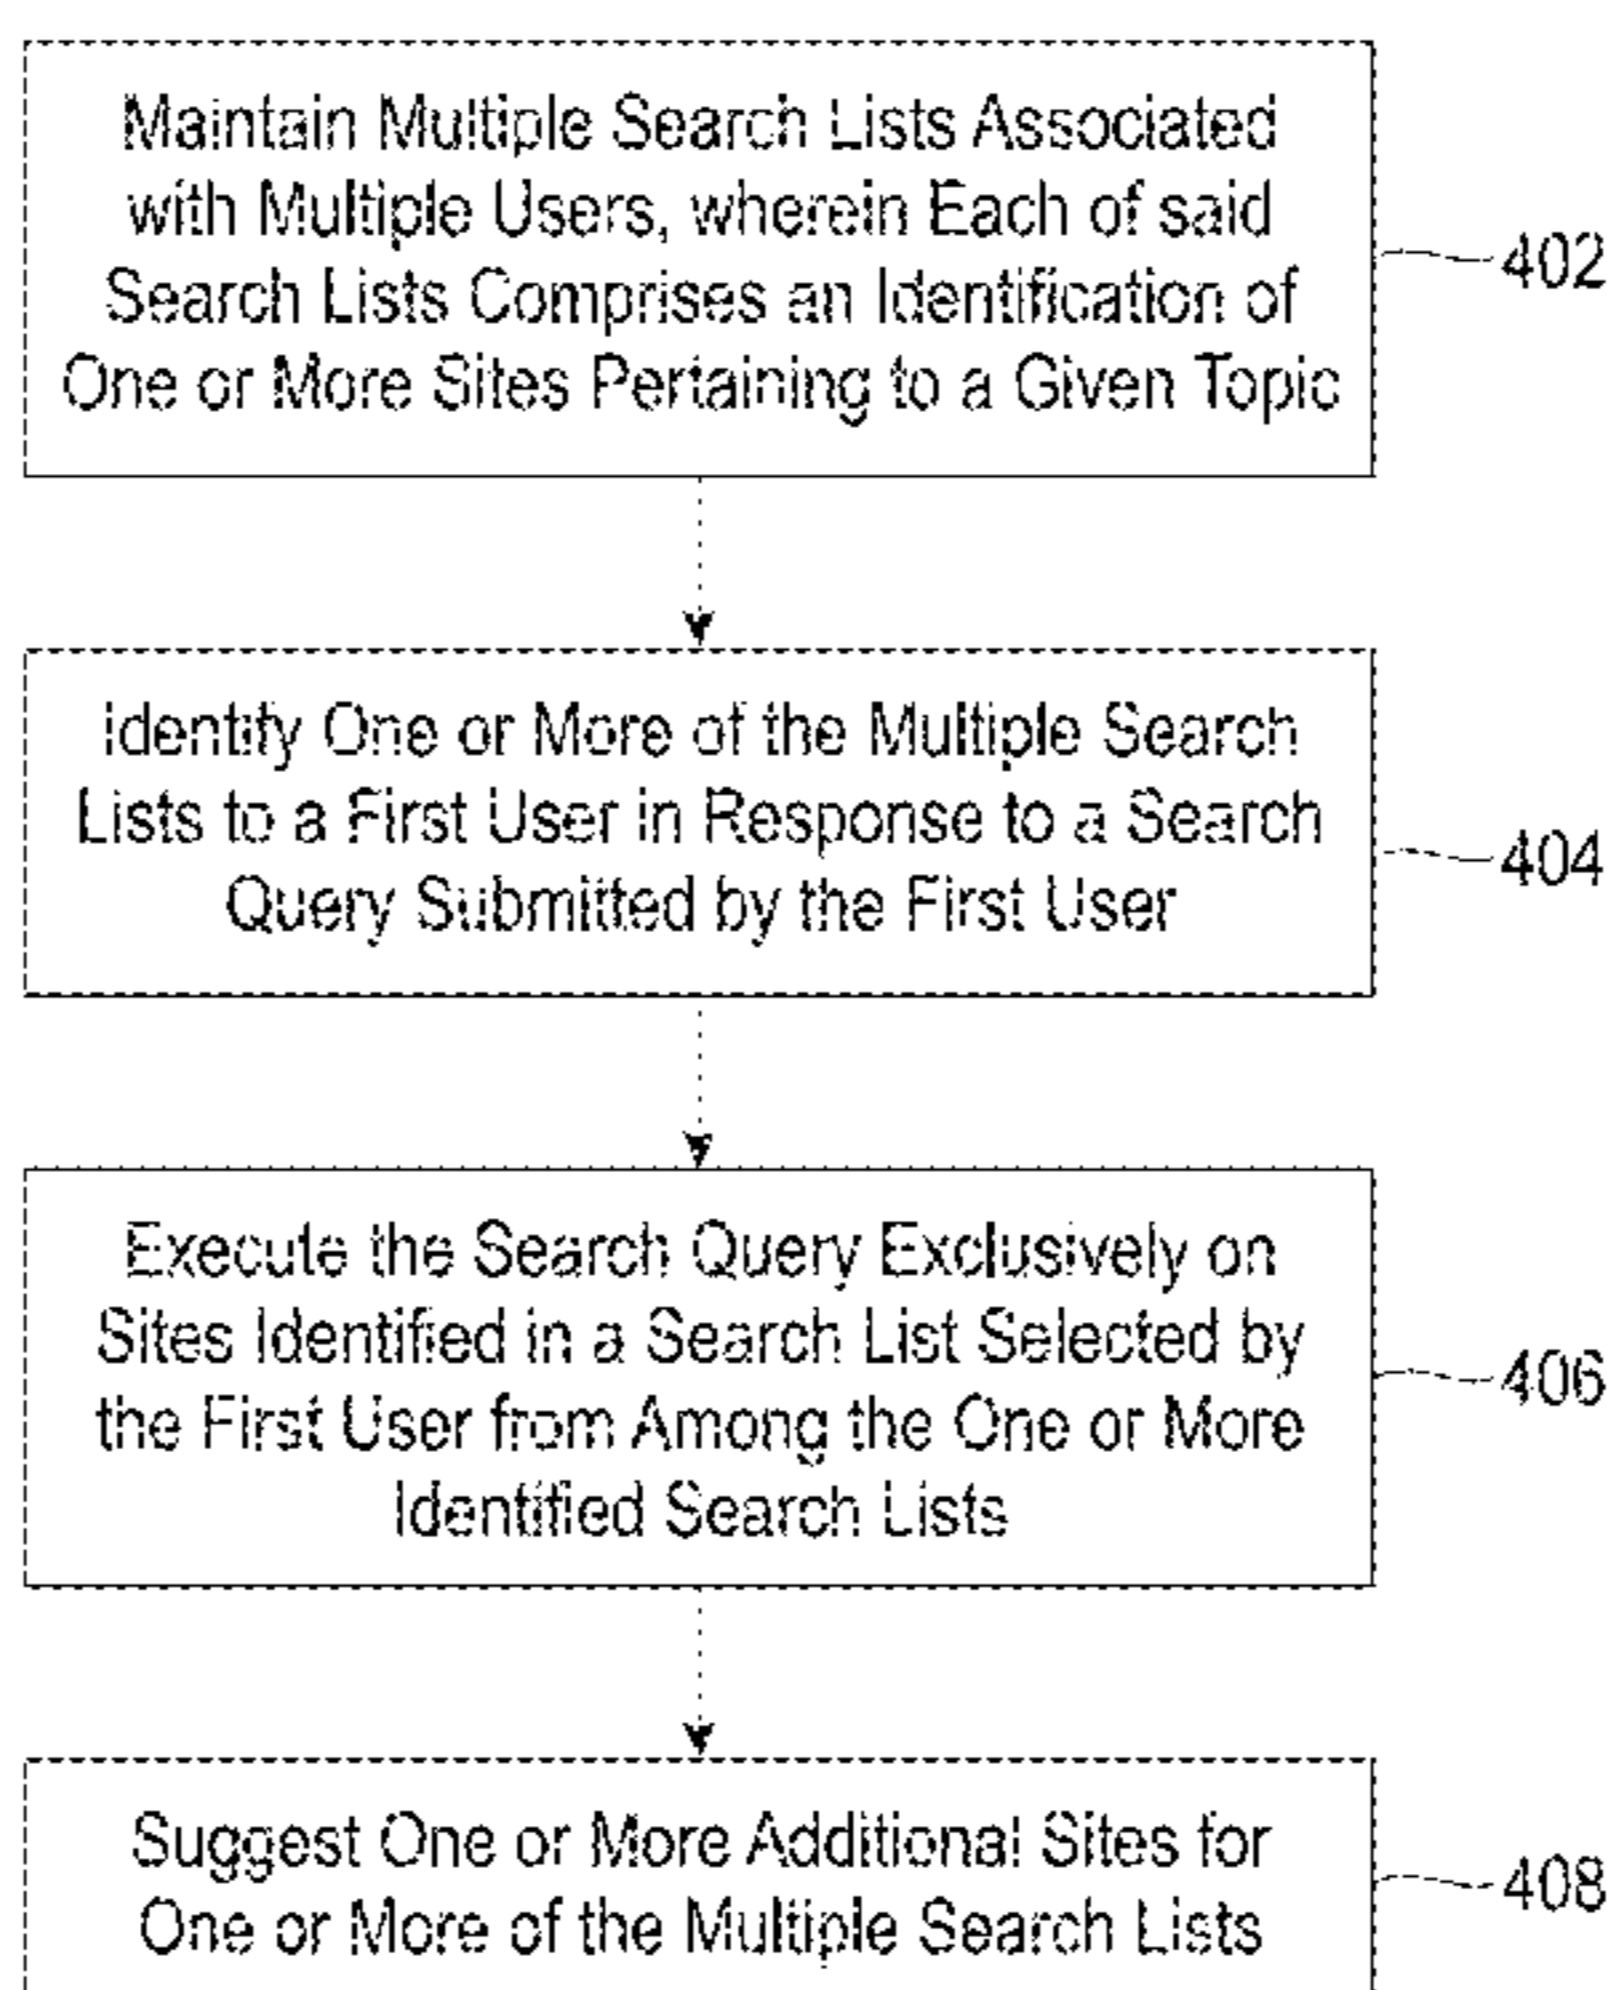 Maintain Multiple Search Lists Associated
with Multiple Users, wherein Each of said
Search Lists Comprises an Identification of
One or More Sites Pertaining to a Given Topic
402
Identify One or More of the Multiple Search
Lists to a First User in Response to a Search
Query Submitted by the First User
404
Execute the Search Query Exclusively on
Sites Identified in a Search List Selected by
the First User from Among the One or More
Identified Search Lists
406
Suggest One or More Additional Sites for
One or More of the Multiple Search Lists
408